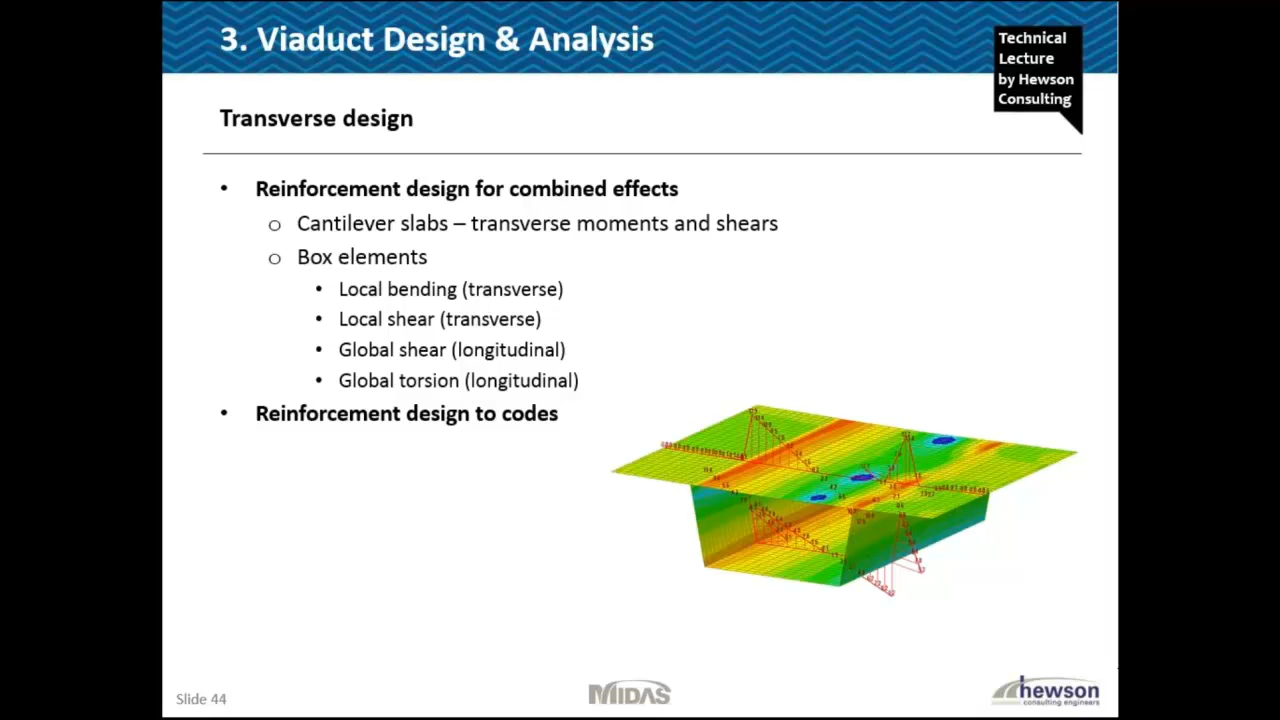 3. Viaduct Design & Analysis
Technical
Lecture
by Hewson
Consulting
Transverse design
• Reinforcement design for combined effects
o Cantilever slabs – transverse moments and shears
o Box elements
• Local bending (transverse)
• Local shear (transverse)
• Global shear (longitudinal)
• Global torsion (longitudinal)
• Reinforcement design to codes
Slide 44
MIDAS
hewson
consulting engineers